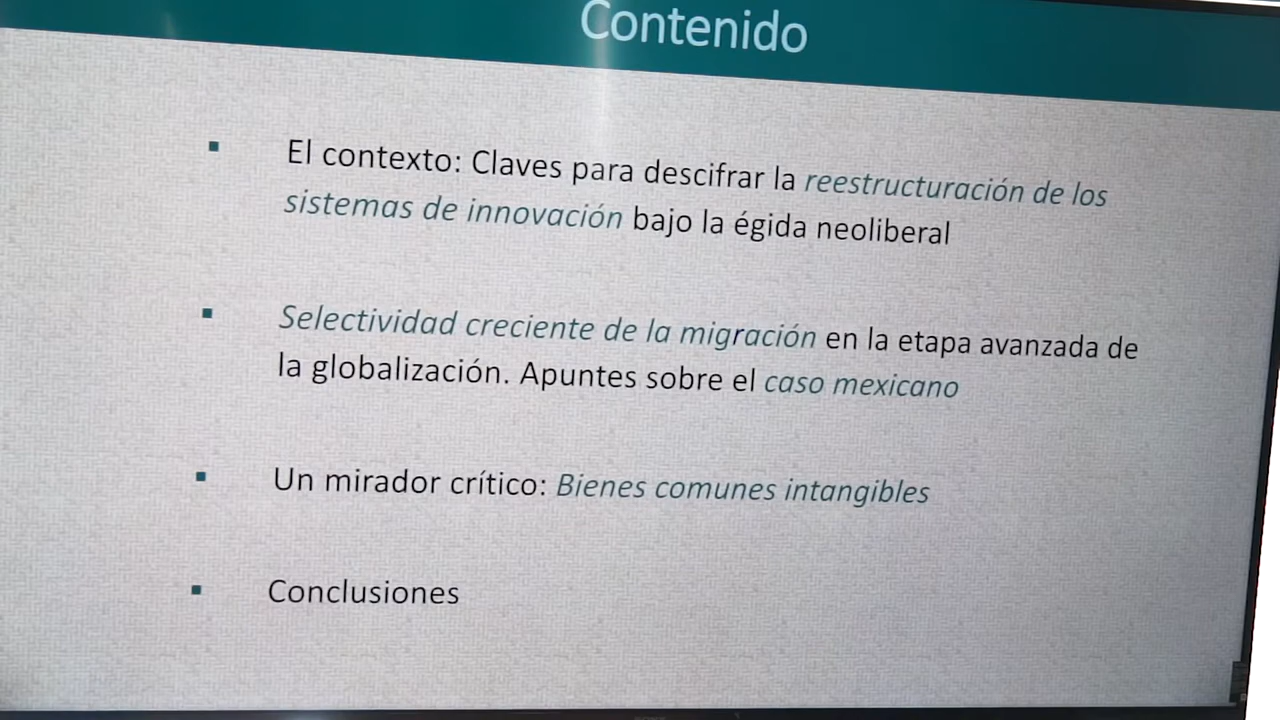 Contenido
El contexto: Claves para descifrar la reestructuración de los
sistemas de innovación bajo la égida neoliberal
Selectividad creciente de la migración en la etapa avanzada de
la globalización. Apuntes sobre el caso mexicano
Un mirador crítico: Bienes comunes intangibles
Conclusiones